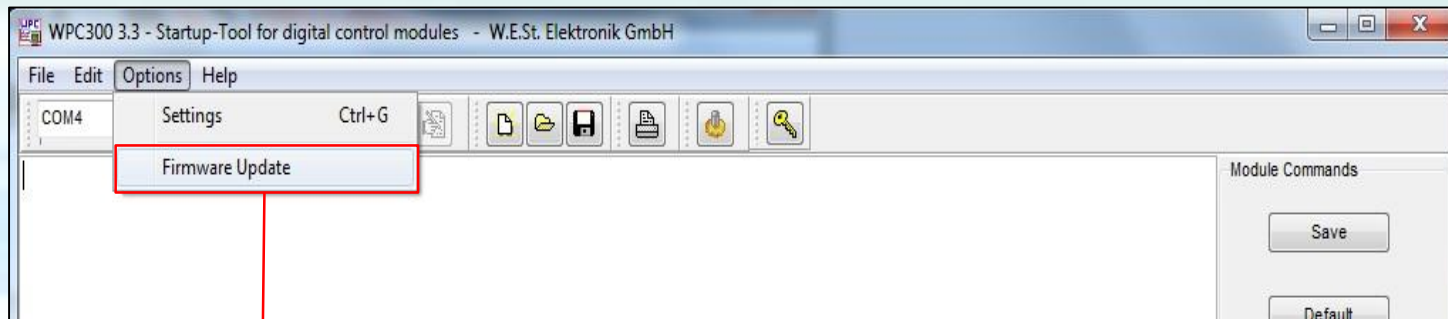 WPC300 3.3 - Startup-Tool for digital control modules - W.E.St. Elektronik GmbH
File Edit Options Help
COM4
Settings Ctrl+G
Firmware Update
Module Commands
Save
Default